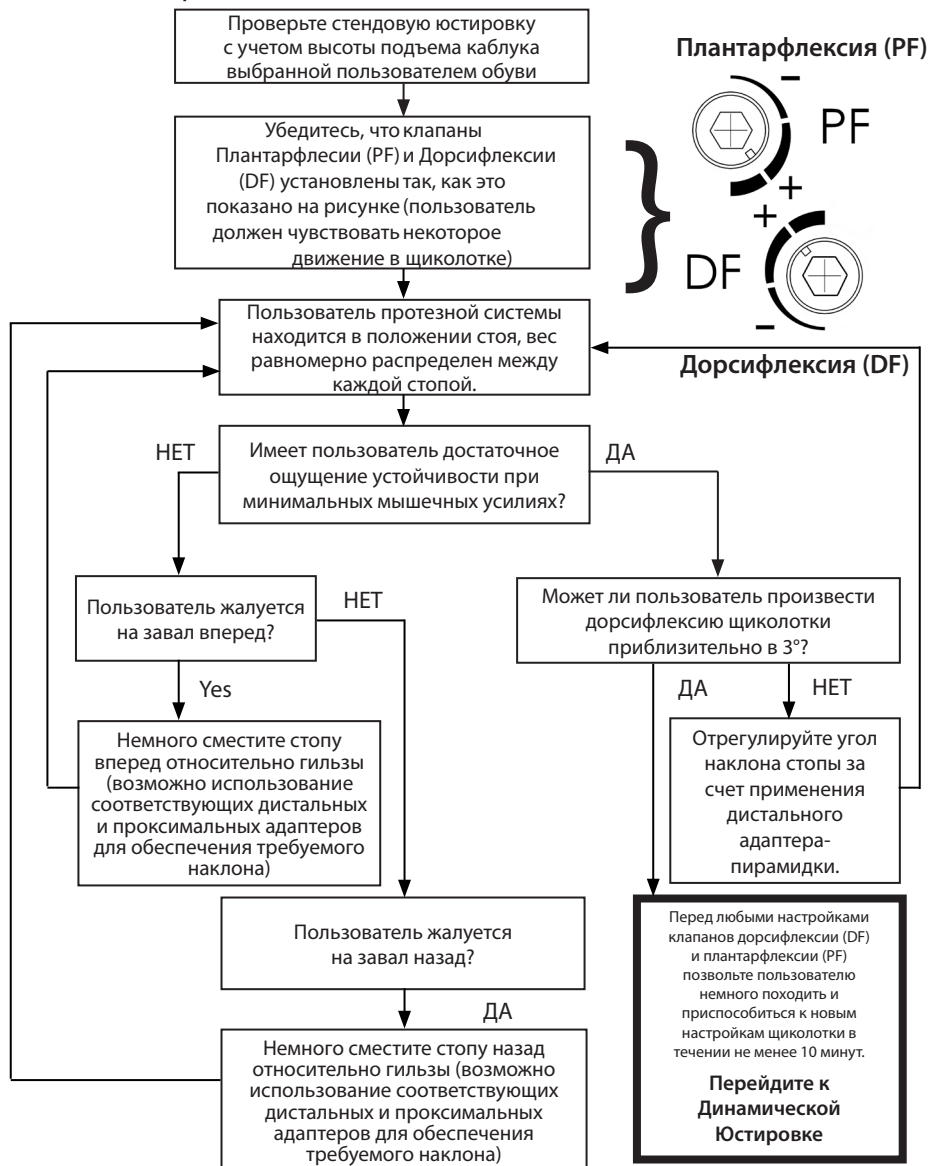 Проверьте стендовую юстировку
с учетом высоты подъема каблука
выбранной пользователем обуви
Плантарфлексия (PF)
−
PF
+
Убедитесь, что клапаны
Плантарфлесии (PF) и Дорсифлексии
(DF) установлены так, как это
показано на рисунке (пользователь
должен чувствовать некоторое
движение в щиколотке)
}
+
DF
−
Дорсифлексия (DF)
Пользователь протезной системы
находится в положении стоя, вес
равномерно распределен между
каждой стопой.
НЕТ
Имеет пользователь достаточное
ощущение устойчивости при
минимальных мышечных усилиях?
ДА
Пользователь жалуется
на завал вперед?
НЕТ
Может ли пользователь произвести
дорсифлексию щиколотки
приблизительно в 3°?
Yes
ДА
НЕТ
Немного сместите стопу
вперед относительно гильзы
(возможно использование
соответствующих дистальных
и проксимальных адаптеров
для обеспечения требуемого
наклона)
Отрегулируйте угол
наклона стопы за
счет применения
дистального
адаптера-
пирамидки.
Пользователь жалуется
на завал назад?
ДА
Немного сместите стопу назад
относительно гильзы (возможно
использование соответствующих
дистальных и проксимальных
адаптеров для обеспечения
требуемого наклона)
Перед любыми настройками
клапанов дорсифлексии (DF)
и плантарфлексии (PF)
позвольте пользователю
немного походить и
приспособиться к новым
настройкам щиколотки в
течении не менее 10 минут.
Перейдите к
Динамической
Юстировке